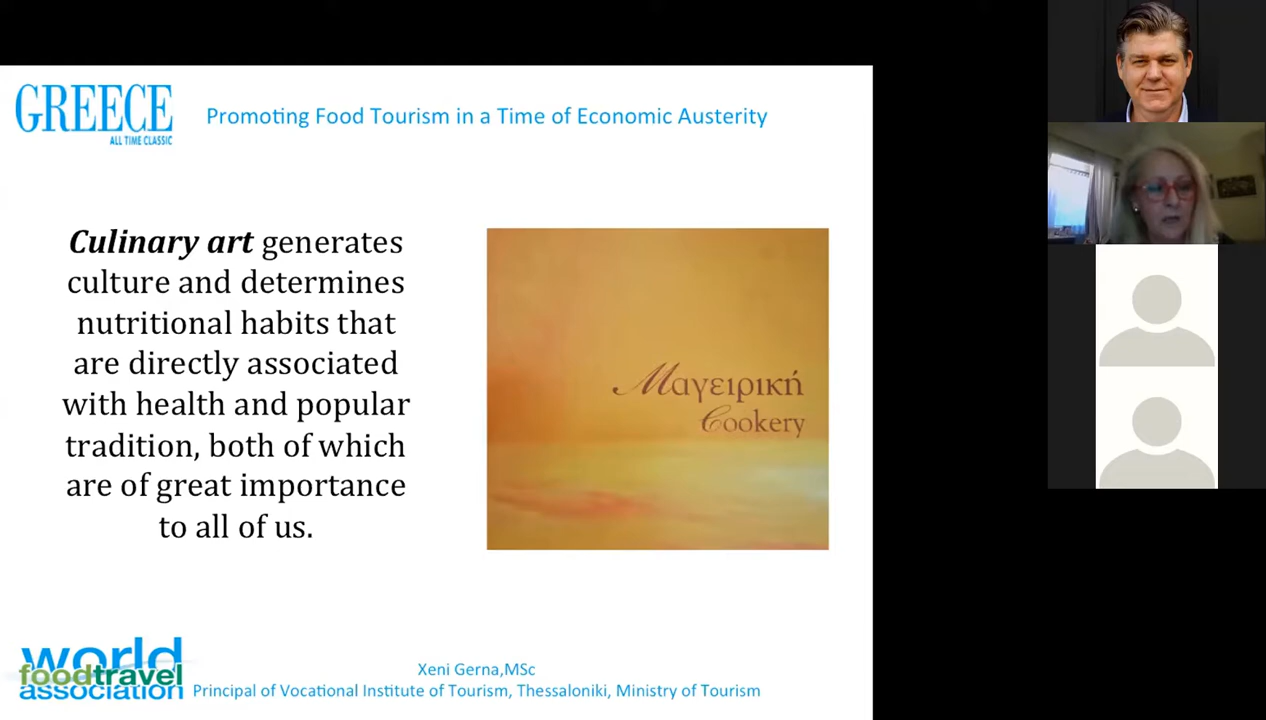 GREECE
ALL TIME CLASSIC
Promoting Food Tourism in a Time of Economic Austerity
Culinary art generates
culture and determines
nutritional habits that
are directly associated
with health and popular
tradition, both of which
are of great importance
to all of us.
Μαγειρική
Cookery
world
foodtravel
association
Xeni Gerna,MSc
Principal of Vocational Institute of Tourism, Thessaloniki, Ministry of Tourism